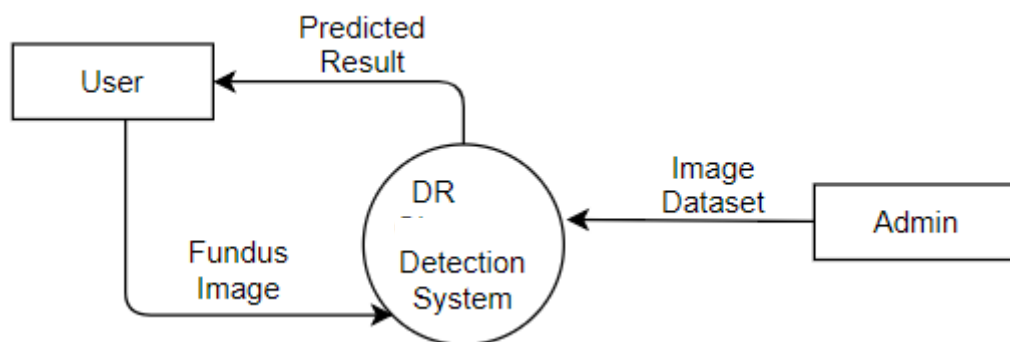 Predicted
Result
User
DR
Detection
System
Image
Dataset
Admin
Fundus
Image